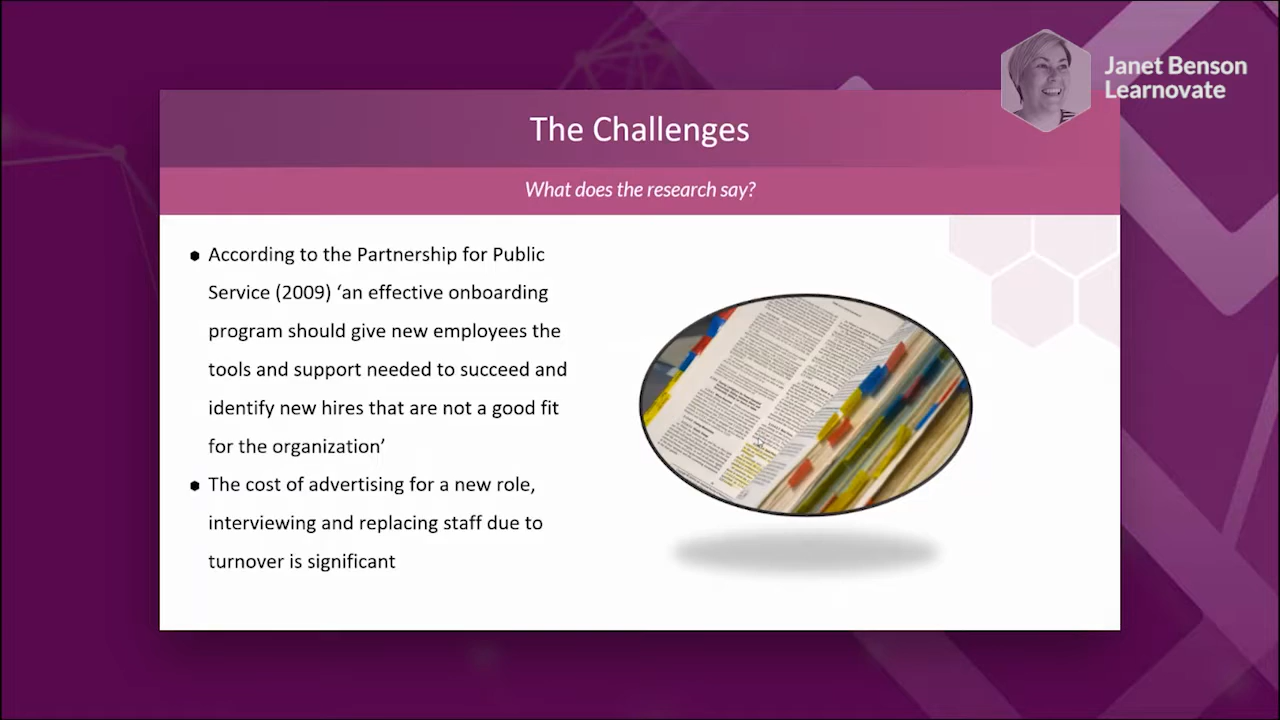 Janet Benson
Learnovate
The Challenges
What does the research say?
● According to the Partnership for Public
Service (2009) ‘an effective onboarding
program should give new employees the
tools and support needed to succeed and
identify new hires that are not a good fit
for the organization’
● The cost of advertising for a new role,
interviewing and replacing staff due to
turnover is significant